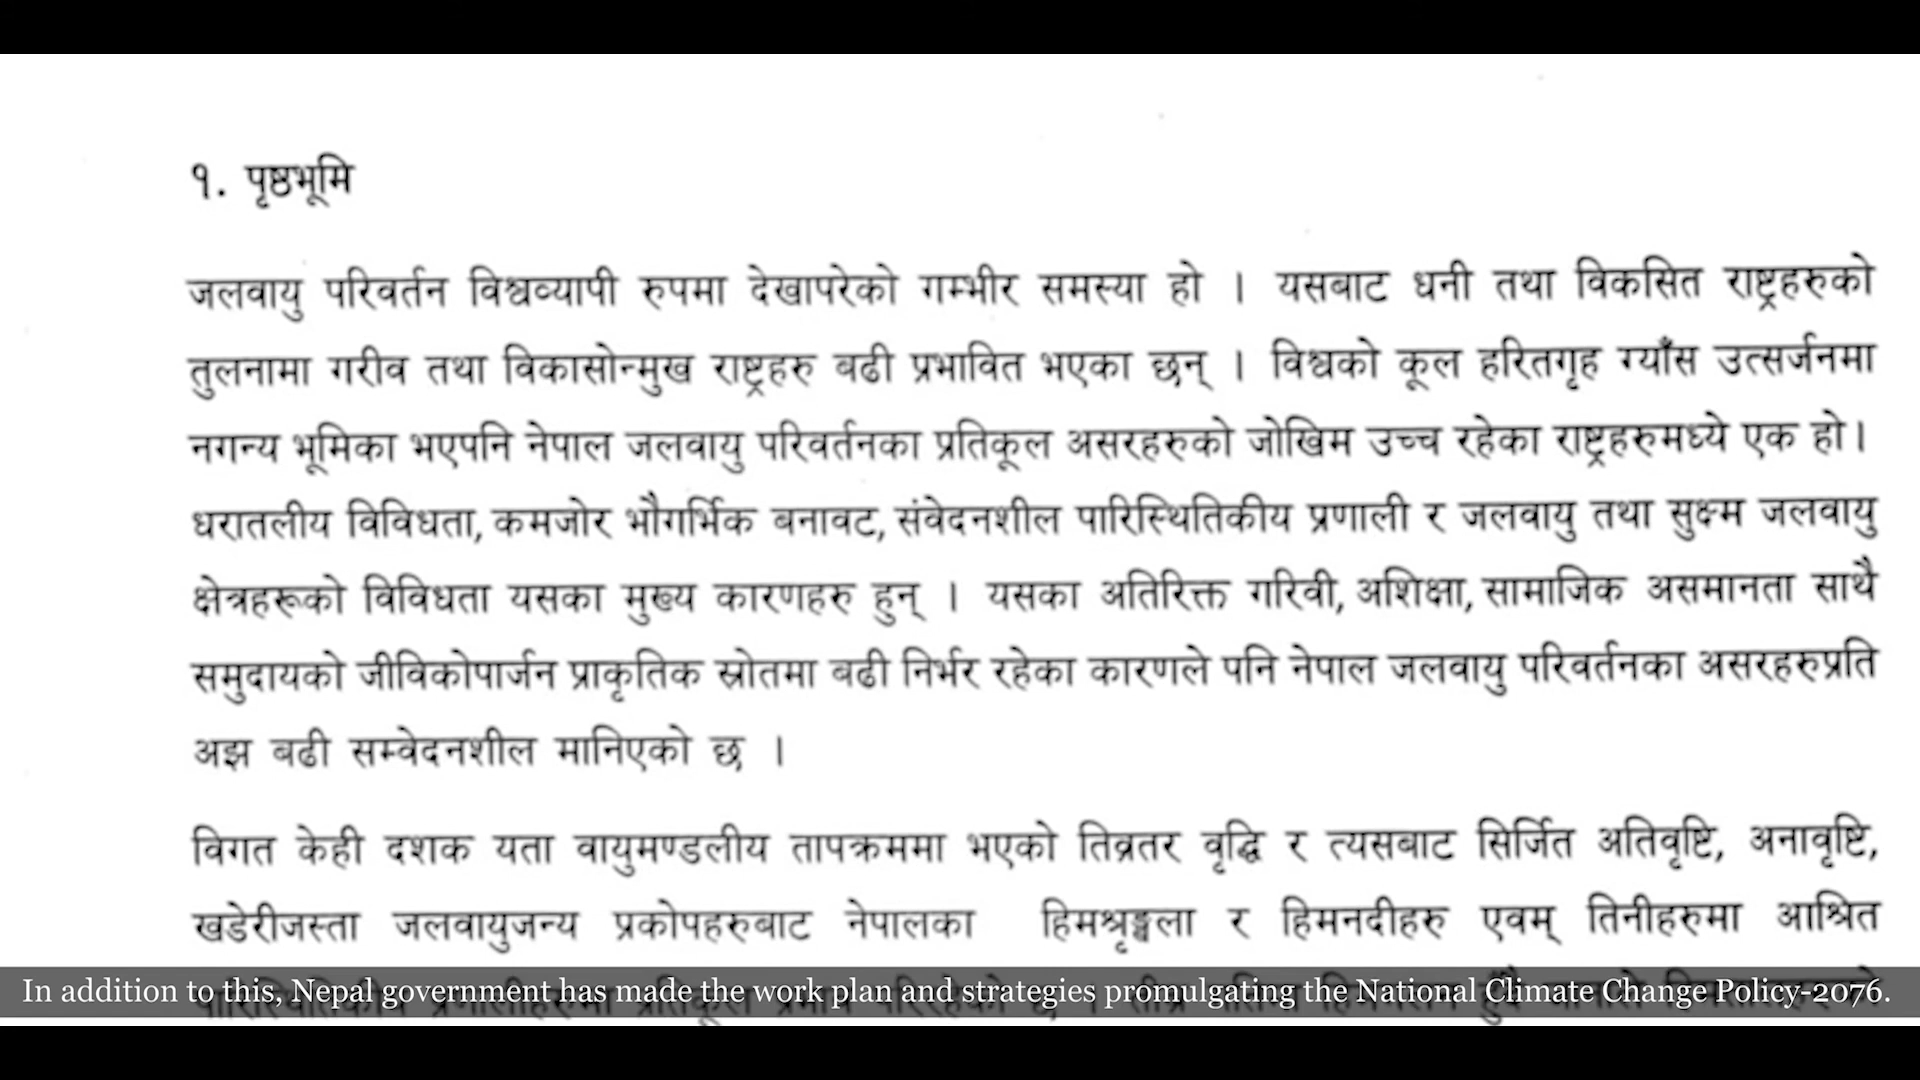 १. पृष्ठभूमि
जलवायु परिवर्तन विश्वव्यापी रुपमा देखापरेको गम्भीर समस्या हो । यसबाट धनी तथा विकसित राष्ट्रहरुको
तुलनामा गरीव तथा विकासोन्मुख राष्ट्रहरु बढी प्रभावित भएका छन् । विश्वको कूल हरितगृह ग्याँस उत्सर्जनमा
नगन्य भूमिका भएपनि नेपाल जलवायु परिवर्तनका प्रतिकूल असरहरुको जोखिम उच्च रहेका राष्ट्रहरुमध्ये एक हो।
धरातलीय विविधता, कमजोर भौगर्भिक बनावट, संवेदनशील पारिस्थितिकीय प्रणाली र जलवायु तथा सुक्ष्म जलवायु
क्षेत्रहरूको विविधता यसका मुख्य कारणहरु हुन् । यसका अतिरिक्त गरिवी, अशिक्षा, सामाजिक असमानता साथै
समुदायको जीविकोपार्जन प्राकृतिक स्रोतमा बढी निर्भर रहेका कारणले पनि नेपाल जलवायु परिवर्तनका असरहरुप्रति
अझ बढी सम्वेदनशील मानिएको छ ।
विगत केही दशक यता वायुमण्डलीय तापक्रममा भएको तिव्रतर वृद्धि र त्यसबाट सिर्जित अतिवृष्टि, अनावृष्टि,
खडेरीजस्ता जलवायुजन्य प्रकोपहरुबाट नेपालका हिमश्रृङ्खला र हिमनदीहरु एवम् तिनीहरुमा आश्रित
In addition to this, Nepal government has made the work plan and strategies promulgating the National Climate Change Policy-2076.